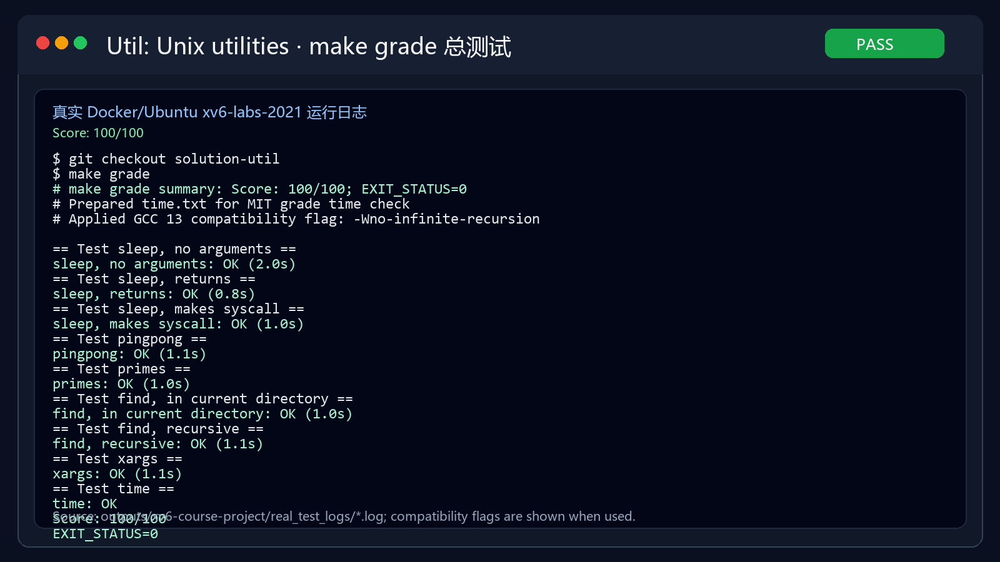 Util: Unix utilities · make grade 总测试
PASS
真实 Docker/Ubuntu xv6-labs-2021 运行日志
Score: 100/100
$ git checkout solution-util
$ make grade
# make grade summary: Score: 100/100; EXIT_STATUS=0
# Prepared time.txt for MIT grade time check
# Applied GCC 13 compatibility flag: -Wno-infinite-recursion
== Test sleep, no arguments ==
sleep, no arguments: OK (2.0s)
== Test sleep, returns ==
sleep, returns: OK (0.8s)
== Test sleep, makes syscall ==
sleep, makes syscall: OK (1.0s)
== Test pingpong ==
pingpong: OK (1.1s)
== Test primes ==
primes: OK (1.0s)
== Test find, in current directory ==
find, in current directory: OK (1.0s)
== Test find, recursive ==
find, recursive: OK (1.1s)
== Test xargs ==
xargs: OK (1.1s)
== Test time ==
time: OK
Score: 100/100
Source: outputs/xv6-course-project/real_test_logs/*.log; compatibility flags are shown when used.
EXIT_STATUS=0